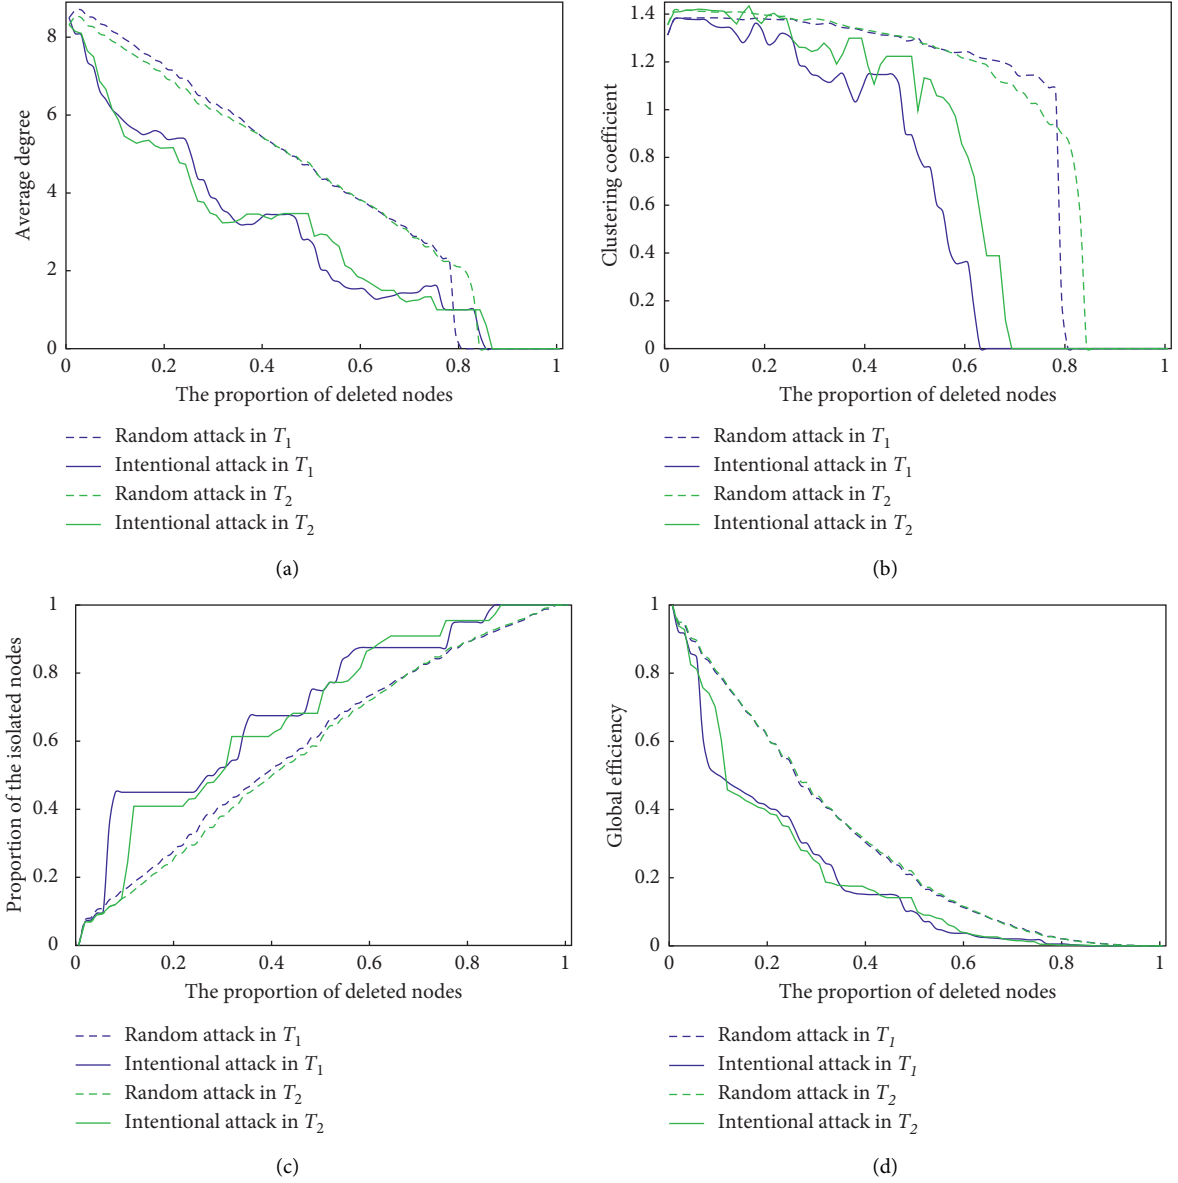 8
6
4
2
0
Average degree
0
0.2
0.4
0.6
0.8
1
The proportion of deleted nodes
Random attack in T1
Intentional attack in T1
Random attack in T2
Intentional attack in T2
(a)
1.4
1.2
1
0.8
0.6
0.4
1.4
0
Clustering coefficient
0
0.2
0.4
0.6
0.8
1
The proportion of deleted nodes
Random attack in T1
Intentional attack in T1
Random attack in T2
Intentional attack in T2
(b)
1
0.8
0.6
0.4
0.2
0
Proportion of the isolated nodes
0
0.2
0.4
0.6
0.8
1
The proportion of deleted nodes
Random attack in T1
Intentional attack in T1
Random attack in T2
Intentional attack in T2
(c)
1
0.8
0.6
0.4
0.2
0
Global efficiency
0
0.2
0.4
0.6
0.8
1
The proportion of deleted nodes
Random attack in T1
Intentional attack in T1
Random attack in T2
Intentional attack in T2
(d)